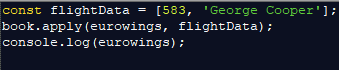 const flightData = [583, 'George Cooper'];
book.apply(eurowings, flightData);
console.log(eurowings);